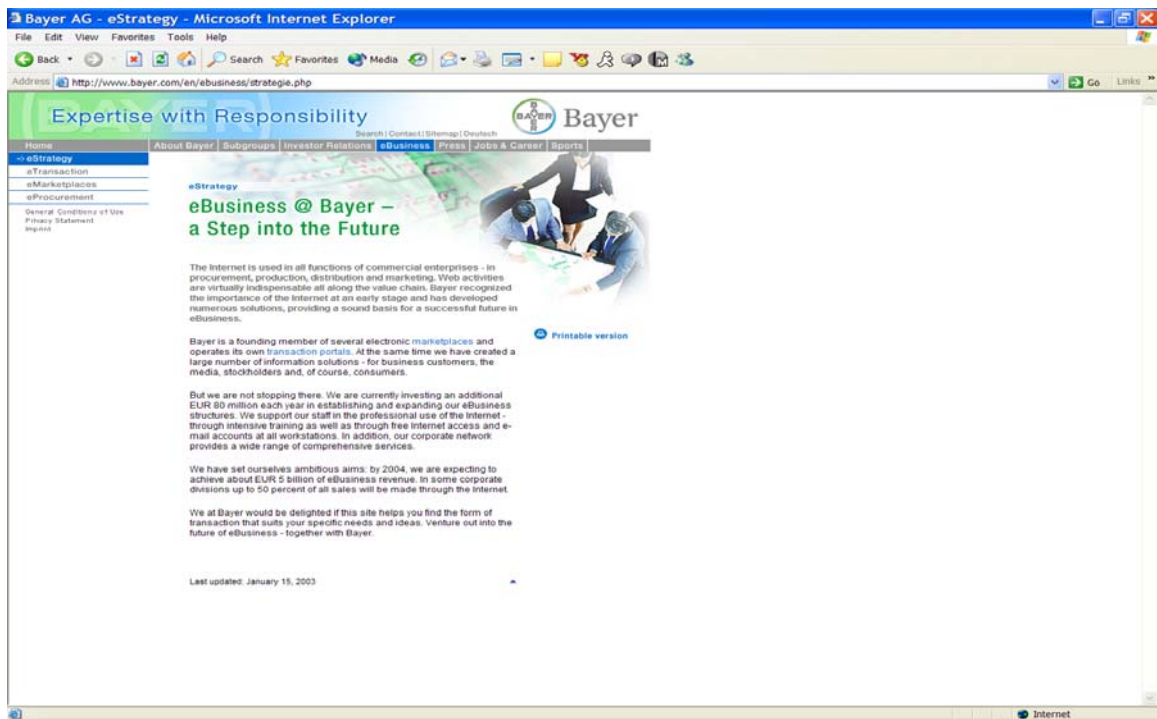 Bayer AG - eStrategy - Microsoft Internet Explorer
File Edit View Favorites Tools Help
Back Search Favorites Media
Address http://www.bayer.com/en/ebusiness/strategie.php Go Links »
BAYER
Expertise with Responsibility
BAYER
BAYER
Bayer
Search | Contact | Sitemap | Deutsch
Home About Bayer Subgroups Investor Relations eBusiness Press Jobs & Career Sports
eStrategy
eTransaction
eMarketplaces
eProcurement
General Conditions of Use
Privacy Statement
Imprint
eStrategy
eBusiness @ Bayer –
a Step into the Future
The Internet is used in all functions of commercial enterprises - in
procurement, production, distribution and marketing. Web activities
are virtually indispensable all along the value chain. Bayer recognized
the importance of the Internet at an early stage and has developed
numerous solutions, providing a sound basis for a successful future in
eBusiness.
Printable version
Bayer is a founding member of several electronic marketplaces and
operates its own transaction portals. At the same time we have created a
large number of information solutions - for business customers, the
media, stockholders and, of course, consumers.
But we are not stopping there. We are currently investing an additional
EUR 80 million each year in establishing and expanding our eBusiness
structures. We support our staff in the professional use of the Internet -
through intensive training as well as through free Internet access and e-
mail accounts at all workstations. In addition, our corporate network
provides a wide range of comprehensive services.
We have set ourselves ambitious aims: by 2004, we are expecting to
achieve about EUR 5 billion of eBusiness revenue. In some corporate
divisions up to 50 percent of all sales will be made through the Internet.
We at Bayer would be delighted if this site helps you find the form of
transaction that suits your specific needs and ideas. Venture out into the
future of eBusiness - together with Bayer.
Last updated: January 15, 2003
Internet